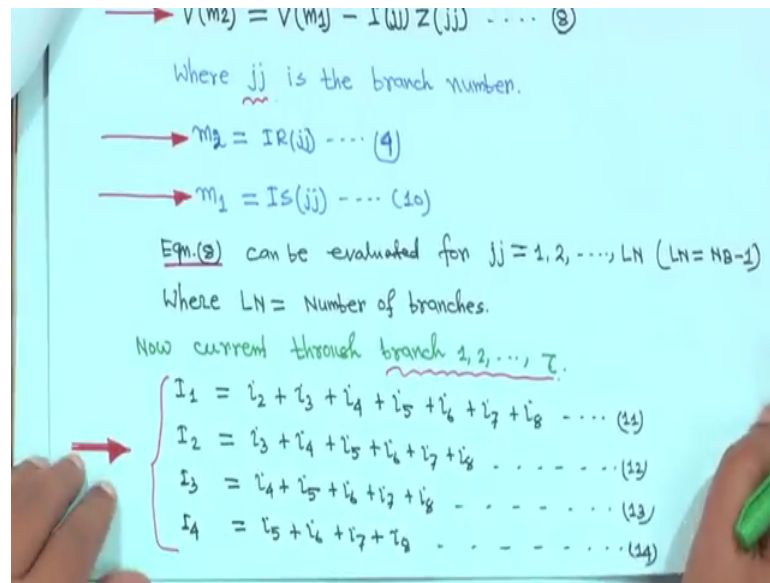 V(m2) = V(m1) - I(jj) Z(jj) ---- (8)
Where jj is the branch number.
m2 = IR(jj) ---- (9)
m1 = IS(jj) ---- (10)
Eqn.(8) can be evaluated for jj = 1, 2, ----, LN (LN = NB-1)
Where LN = Number of branches.
Now current through branch 1, 2, ---, 7.
I1 = i2 + i3 + i4 + i5 + i6 + i7 + i8 ---- (11)
I2 = i3 + i4 + i5 + i6 + i7 + i8 ------- (12)
I3 = i4 + i5 + i6 + i7 + i8 -------- (13)
I4 = i5 + i6 + i7 + i8 --------- (14)